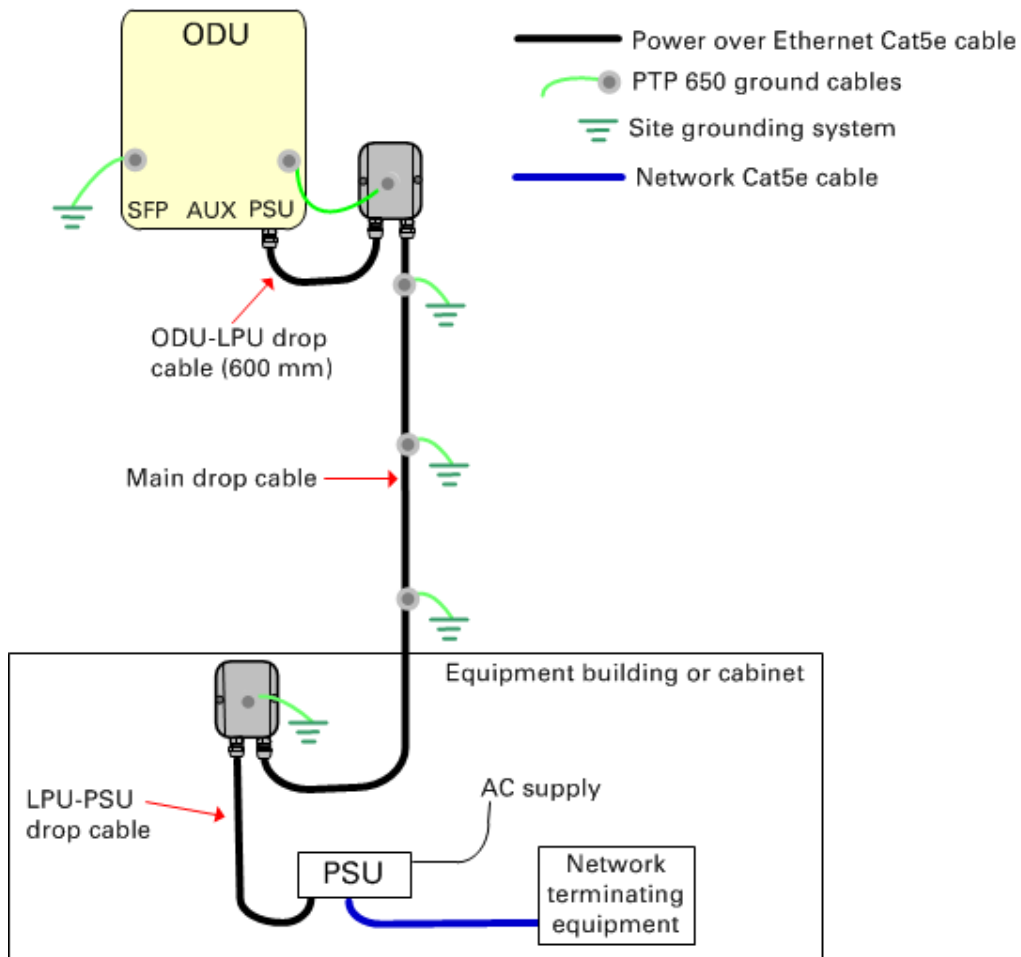 ODU
Power over Ethernet Cat5e cable
PTP 650 ground cables
Site grounding system
Network Cat5e cable
SFP AUX PSU
ODU-LPU drop
cable (600 mm)
Main drop cable
Equipment building or cabinet
LPU-PSU
drop cable
AC supply
PSU
Network
terminating
equipment